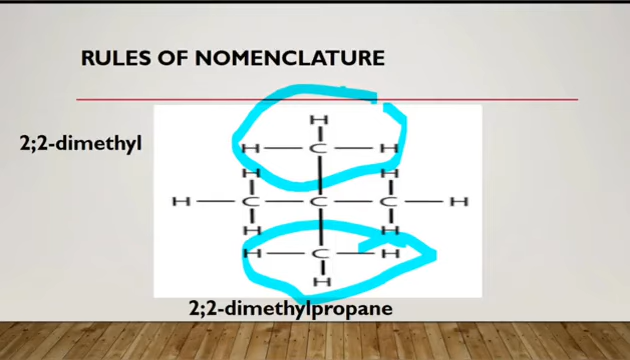 RULES OF NOMENCLATURE
H
2;2-dimethyl
H C H
H H
H C C C H
H H
H C H
H
2;2-dimethylpropane